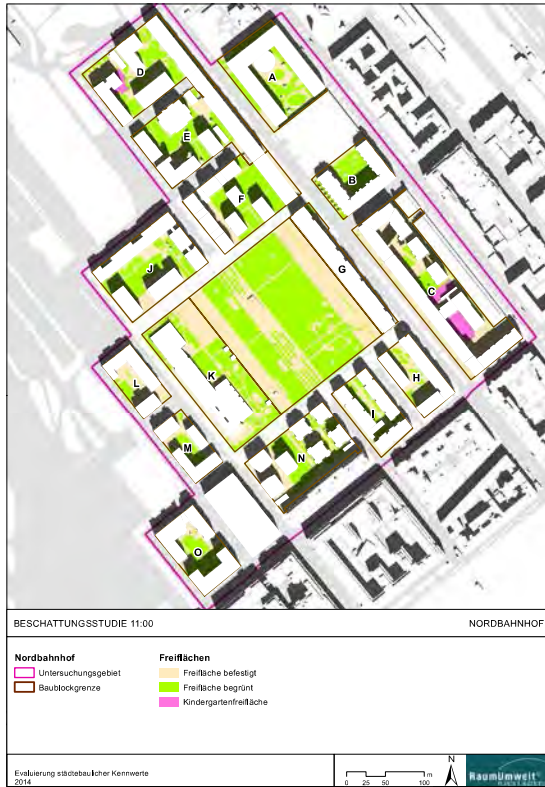 A
D
E
B
F
J
G
C
K
H
L
I
M
N
O
BESCHATTUNGSSTUDIE 11:00 NORDBAHNHOF
Nordbahnhof
Untersuchungsgebiet
Baublockgrenze
Freiflächen
Freifläche befestigt
Freifläche begrünt
Kindergartenfreifläche
Evaluierung städtebaulicher Kennwerte
2014
0 25 50 100 m
N
RaumUmwelt